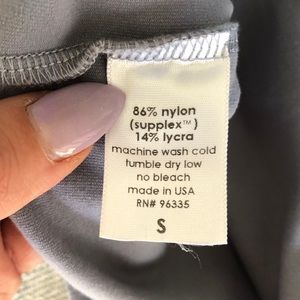 86% nylon
(supplex™)
14% lycra
machine wash cold
tumble dry low
no bleach
made in USA
RN# 96335
S